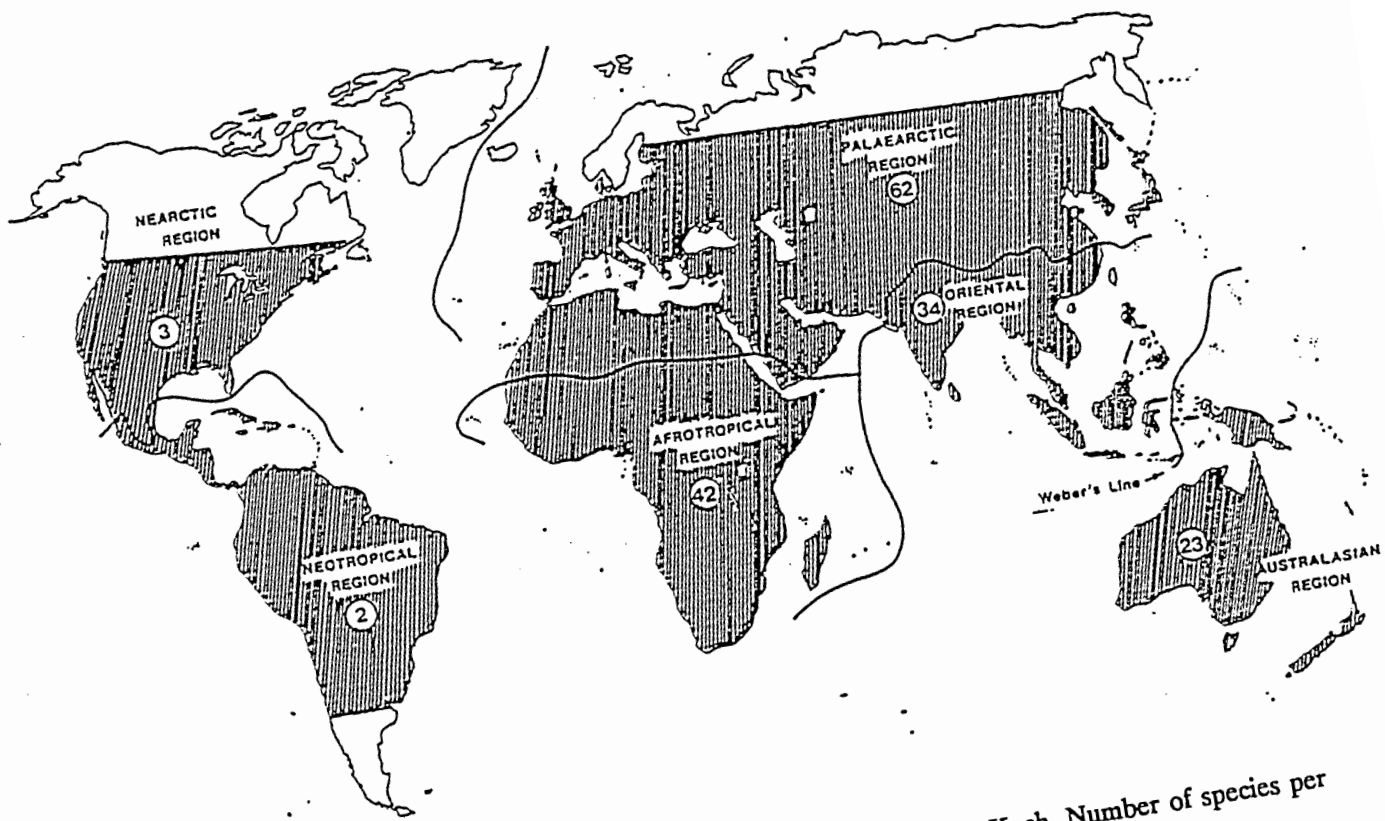 NEARCTIC
REGION
3
NEOTROPICAL
REGION
2
PALAEARCTIC
REGION
62
ORIENTAL
REGION
34
AFROTROPICAL
REGION
42
Weber's Line
23
AUSTRALASIAN
REGION
Number of species per